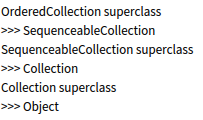 OrderedCollection superclass
>>> SequenceableCollection
SequenceableCollection superclass
>>> Collection
Collection superclass
>>> Object